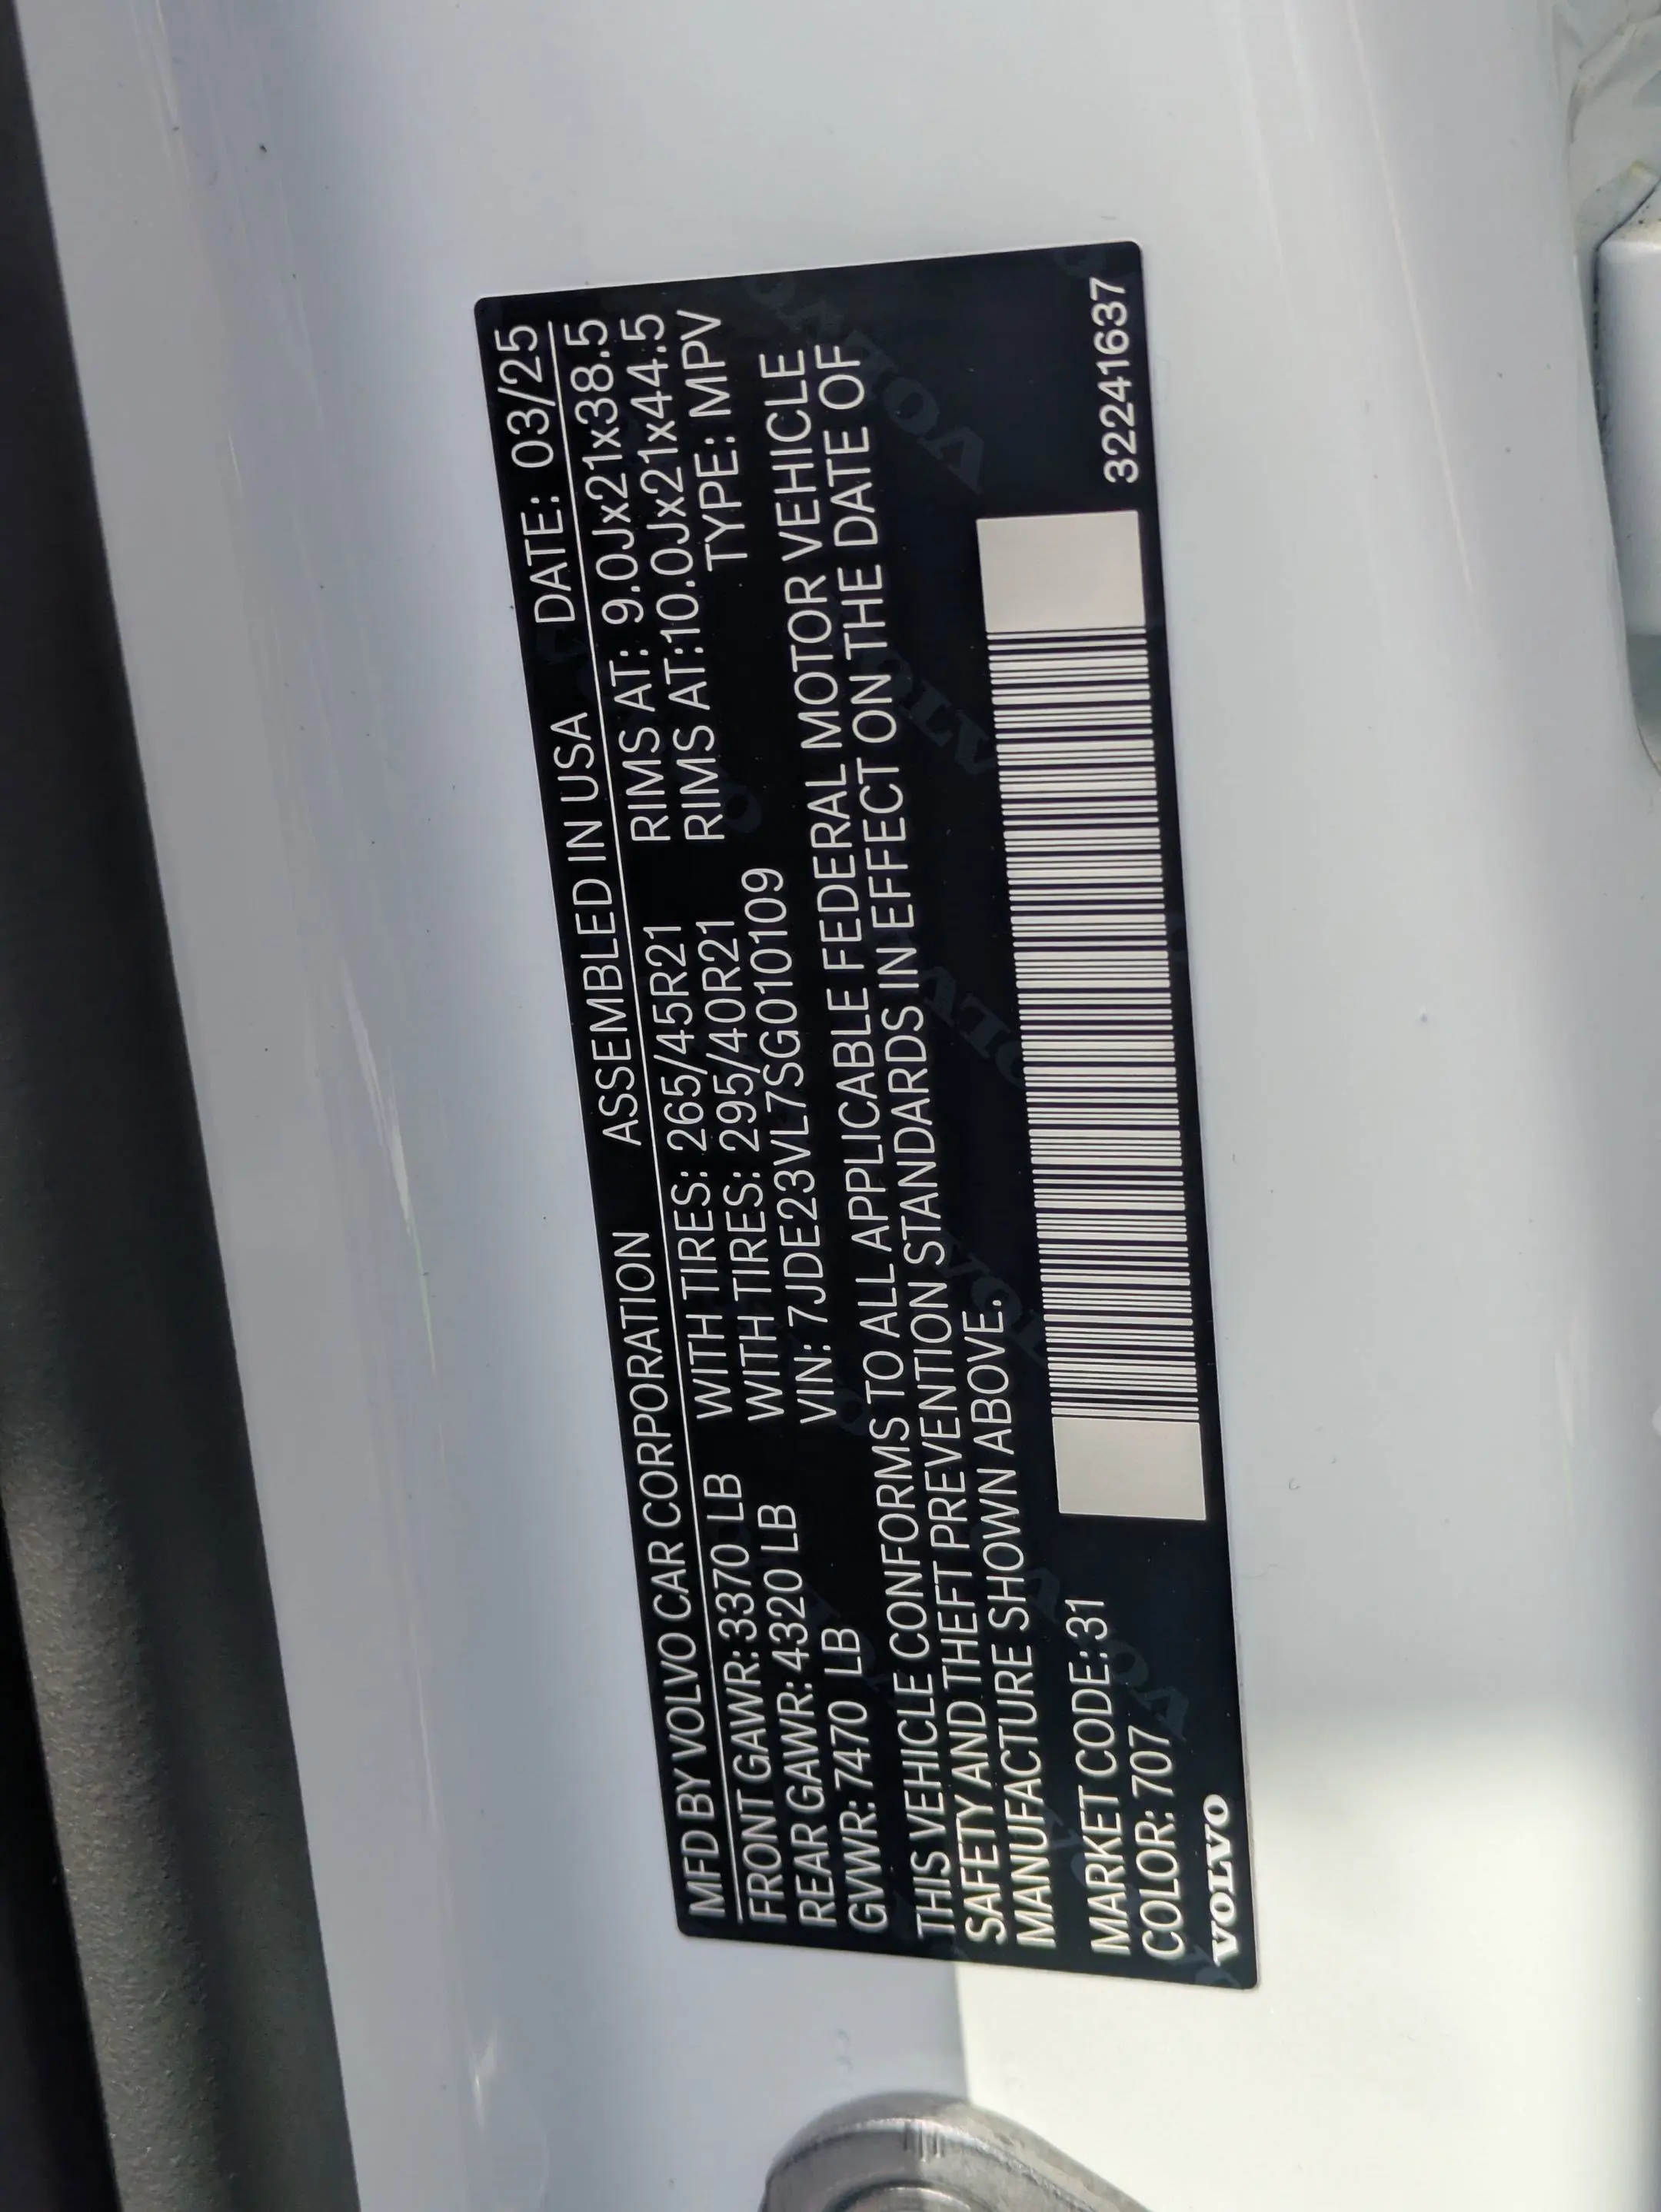 MFD BY VOLVO CAR CORPORATION ASSEMBLED IN USA DATE: 03/25
FRONT GAWR: 3370 LB WITH TIRES: 265/45R21 RIMS AT: 9.0Jx21x38.5
REAR GAWR: 4320 LB WITH TIRES: 295/40R21 RIMS AT:10.0Jx21x44.5
GVWR: 7470 LB VIN: 7JDE23VL7SG010109 TYPE: MPV
THIS VEHICLE CONFORMS TO ALL APPLICABLE FEDERAL MOTOR VEHICLE
SAFETY AND THEFT PREVENTION STANDARDS IN EFFECT ON THE DATE OF
MANUFACTURE SHOWN ABOVE.
MARKET CODE:31
COLOR: 707
VOLVO 32241637